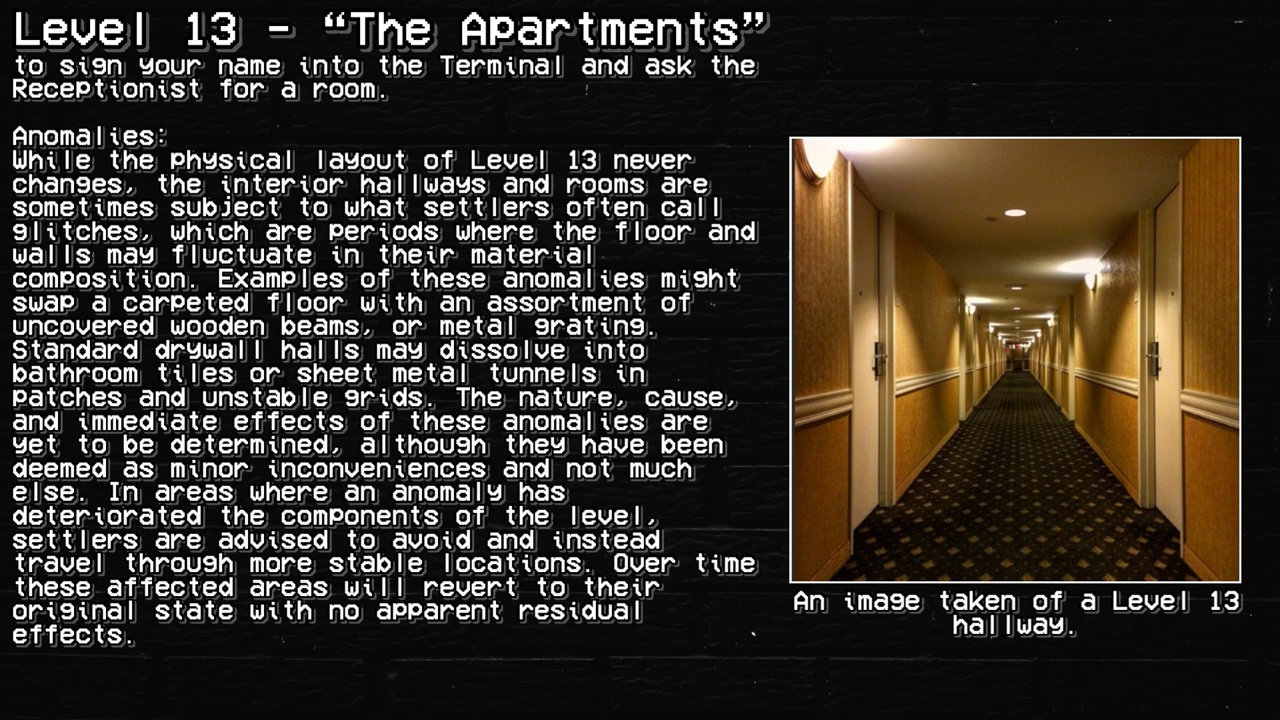 Level 13 - “The Apartments”
to sign your name into the Terminal and ask the
Receptionist for a room.
Anomalies:
While the physical layout of Level 13 never
changes, the interior hallways and rooms are
sometimes subject to what settlers often call
glitches, which are periods where the floor and
walls may fluctuate in their material
composition. Examples of these anomalies might
swap a carpeted floor with an assortment of
uncovered wooden beams, or metal grating.
Standard drywall halls may dissolve into
bathroom tiles or sheet metal tunnels in
patches and unstable grids. The nature, cause,
and immediate effects of these anomalies are
yet to be determined, although they have been
deemed as minor inconveniences and not much
else. In areas where an anomaly has
deteriorated the components of the level,
settlers are advised to avoid and instead
travel through more stable locations. Over time
these affected areas will revert to their
original state with no apparent residual
effects.
An image taken of a Level 13
hallway.